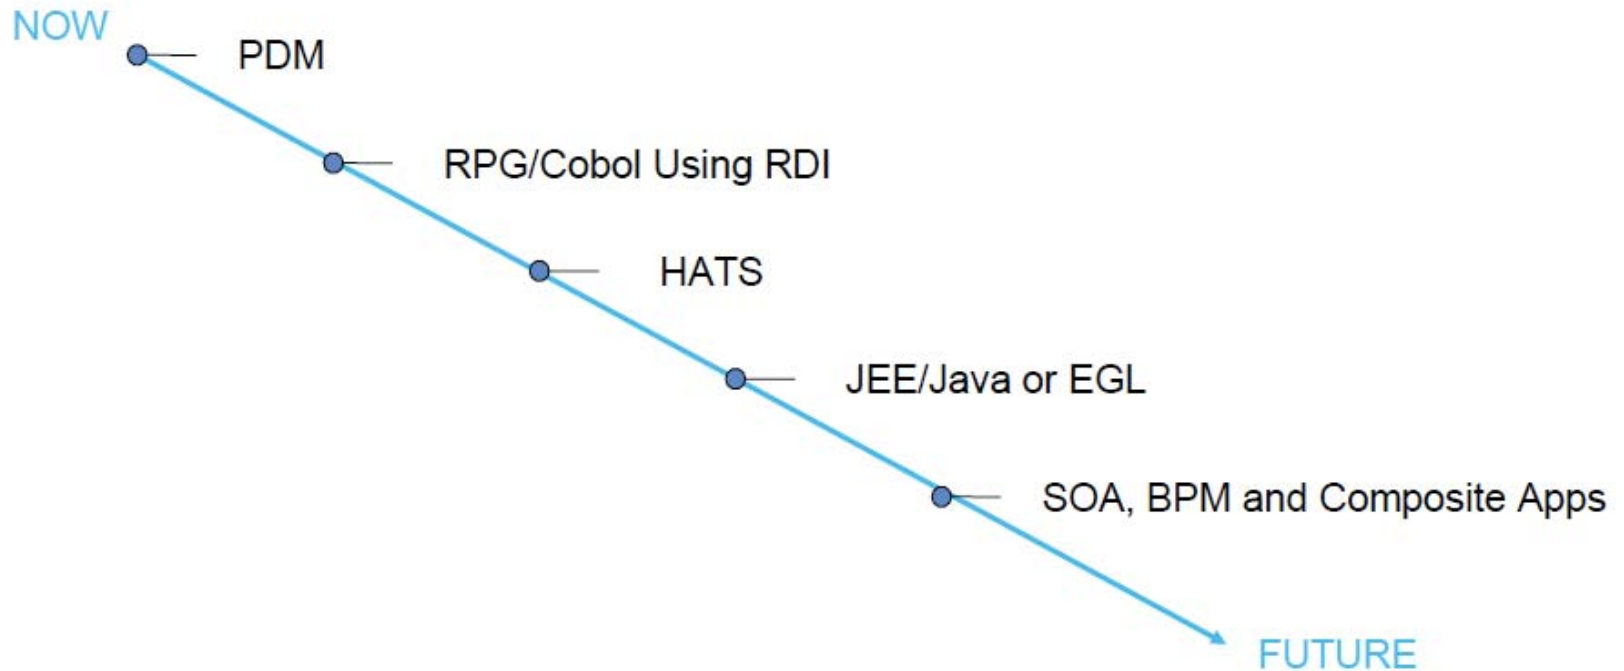 NOW
PDM
RPG/Cobol Using RDI
HATS
JEE/Java or EGL
SOA, BPM and Composite Apps
FUTURE